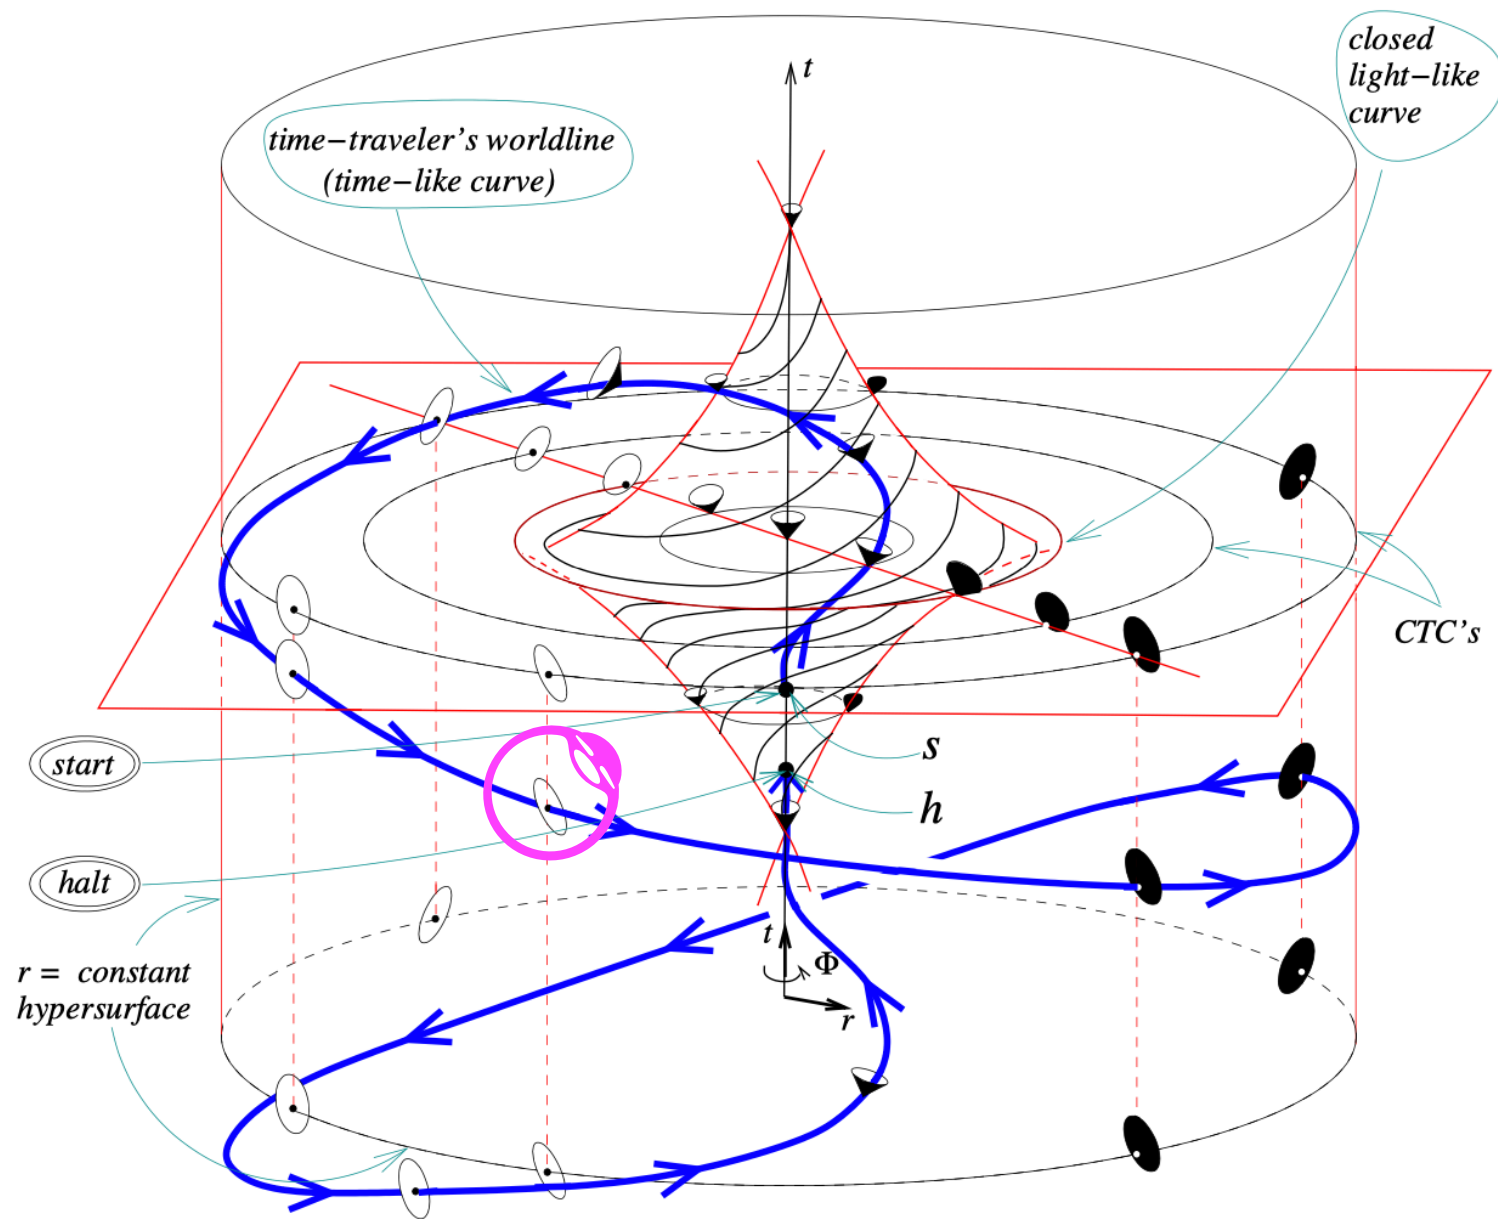 t
closed
light–like
curve
time–traveler's worldline
(time–like curve)
CTC's
start
s
h
halt
t
Φ
r
r = constant
hypersurface